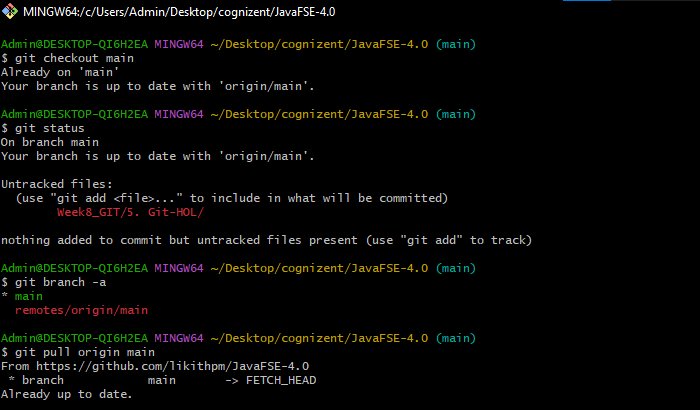 MINGW64:/c/Users/Admin/Desktop/cognizent/JavaFSE-4.0
Admin@DESKTOP-QI6H2EA MINGW64 ~/Desktop/cognizent/JavaFSE-4.0 (main)
$ git checkout main
Already on 'main'
Your branch is up to date with 'origin/main'.
Admin@DESKTOP-QI6H2EA MINGW64 ~/Desktop/cognizent/JavaFSE-4.0 (main)
$ git status
On branch main
Your branch is up to date with 'origin/main'.
Untracked files:
  (use "git add <file>..." to include in what will be committed)
        Week8_GIT/5. Git-HOL/
nothing added to commit but untracked files present (use "git add" to track)
Admin@DESKTOP-QI6H2EA MINGW64 ~/Desktop/cognizent/JavaFSE-4.0 (main)
$ git branch -a
* main
  remotes/origin/main
Admin@DESKTOP-QI6H2EA MINGW64 ~/Desktop/cognizent/JavaFSE-4.0 (main)
$ git pull origin main
From https://github.com/likithpm/JavaFSE-4.0
 * branch            main       -> FETCH_HEAD
Already up to date.